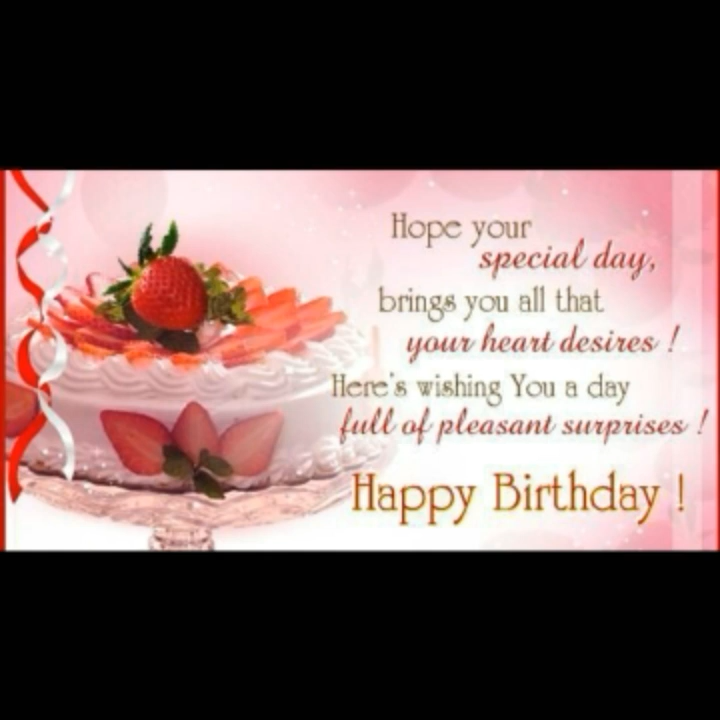 Hope your
special day,
brings you all that
your heart desires !
Here's wishing You a day
full of pleasant surprises !
Happy Birthday !